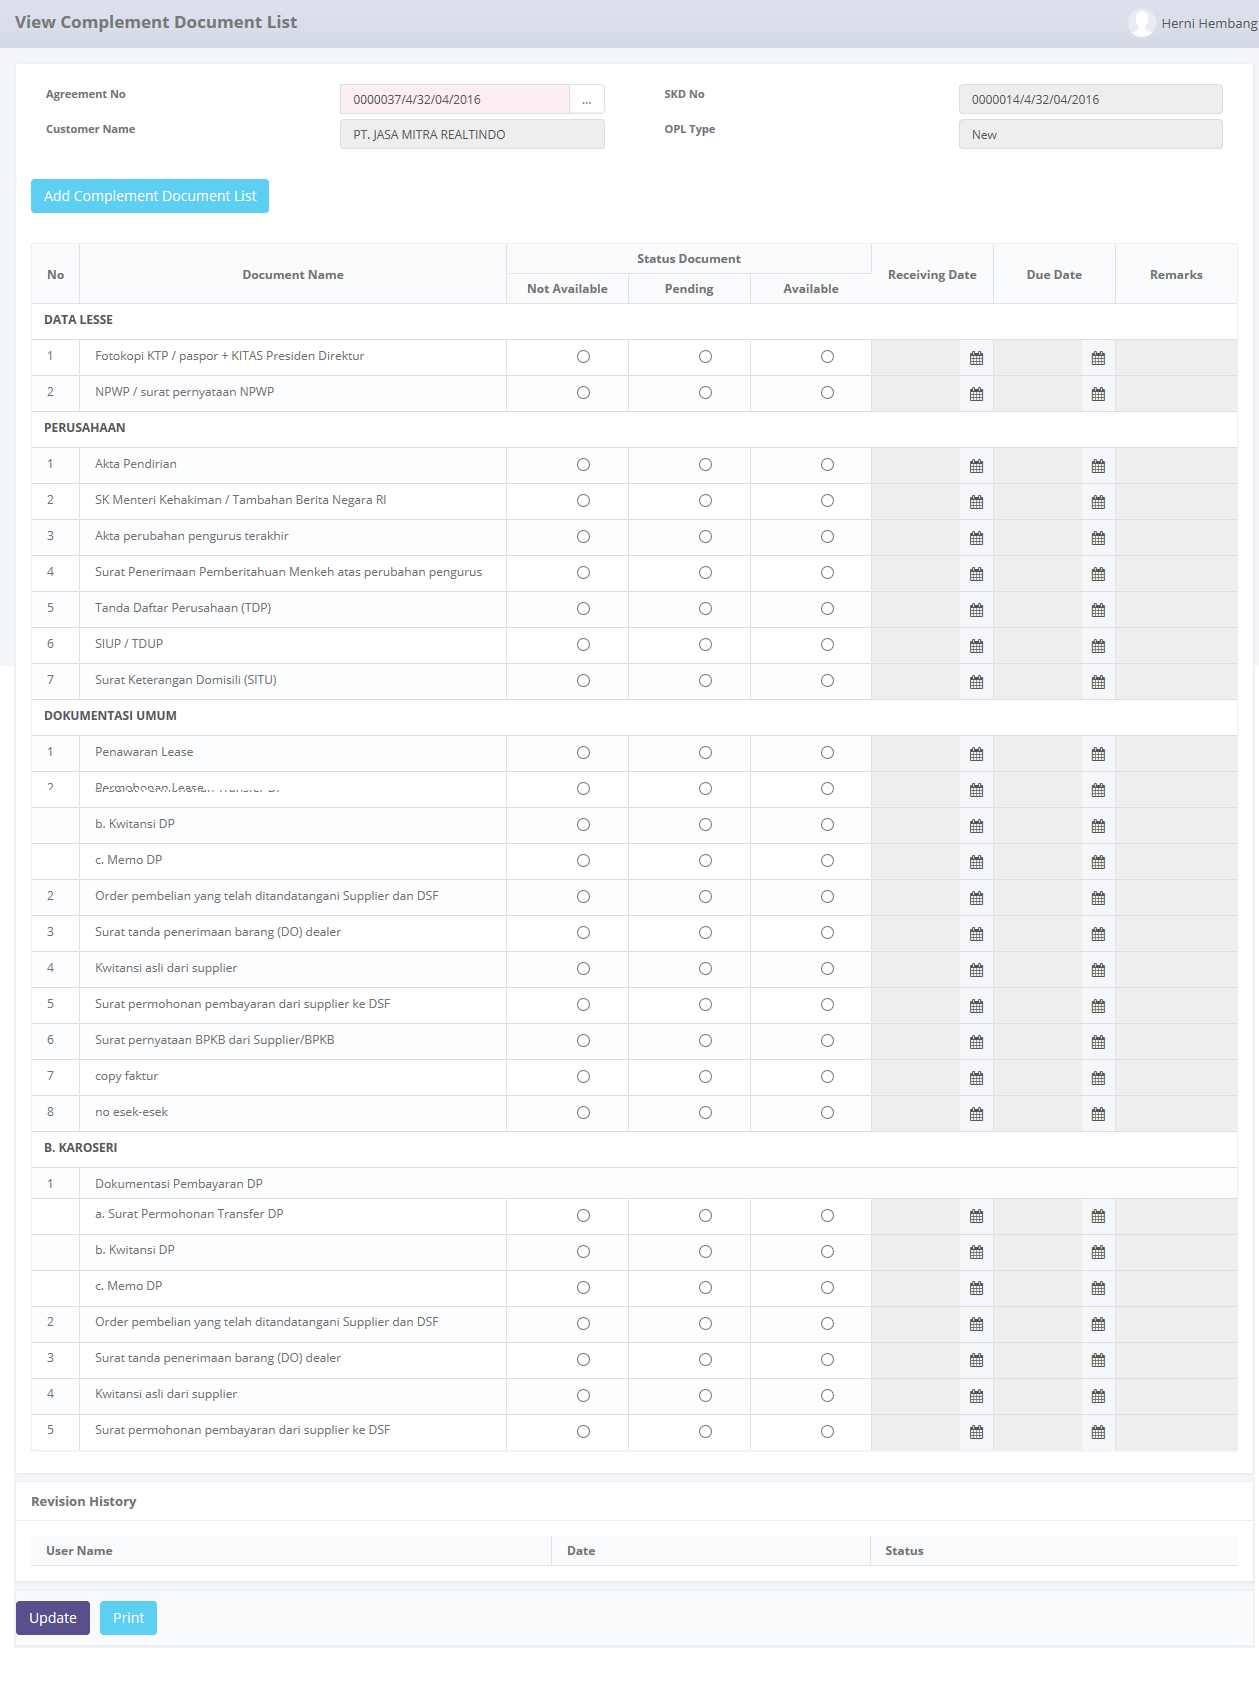 View Complement Document List
Herni Hembang
Agreement No
0000037/4/32/04/2016
...
SKD No
0000014/4/32/04/2016
Customer Name
PT. JASA MITRA REALTINDO
OPL Type
New
Add Complement Document List
No
Document Name
Status Document
Receiving Date
Due Date
Remarks
Not Available
Pending
Available
DATA LESSE
1 Fotokopi KTP / paspor + KITAS Presiden Direktur
2 NPWP / surat pernyataan NPWP
PERUSAHAAN
1 Akta Pendirian
2 SK Menteri Kehakiman / Tambahan Berita Negara RI
3 Akta perubahan pengurus terakhir
4 Surat Penerimaan Pemberitahuan Menkeh atas perubahan pengurus
5 Tanda Daftar Perusahaan (TDP)
6 SIUP / TDUP
7 Surat Keterangan Domisili (SITU)
DOKUMENTASI UMUM
1 Penawaran Lease
2 Permohonan Lease
b. Kwitansi DP
c. Memo DP
2 Order pembelian yang telah ditandatangani Supplier dan DSF
3 Surat tanda penerimaan barang (DO) dealer
4 Kwitansi asli dari supplier
5 Surat permohonan pembayaran dari supplier ke DSF
6 Surat pernyataan BPKB dari Supplier/BPKB
7 copy faktur
8 no esek-esek
B. KAROSERI
1 Dokumentasi Pembayaran DP
a. Surat Permohonan Transfer DP
b. Kwitansi DP
c. Memo DP
2 Order pembelian yang telah ditandatangani Supplier dan DSF
3 Surat tanda penerimaan barang (DO) dealer
4 Kwitansi asli dari supplier
5 Surat permohonan pembayaran dari supplier ke DSF
Revision History
User Name
Date
Status
Update
Print